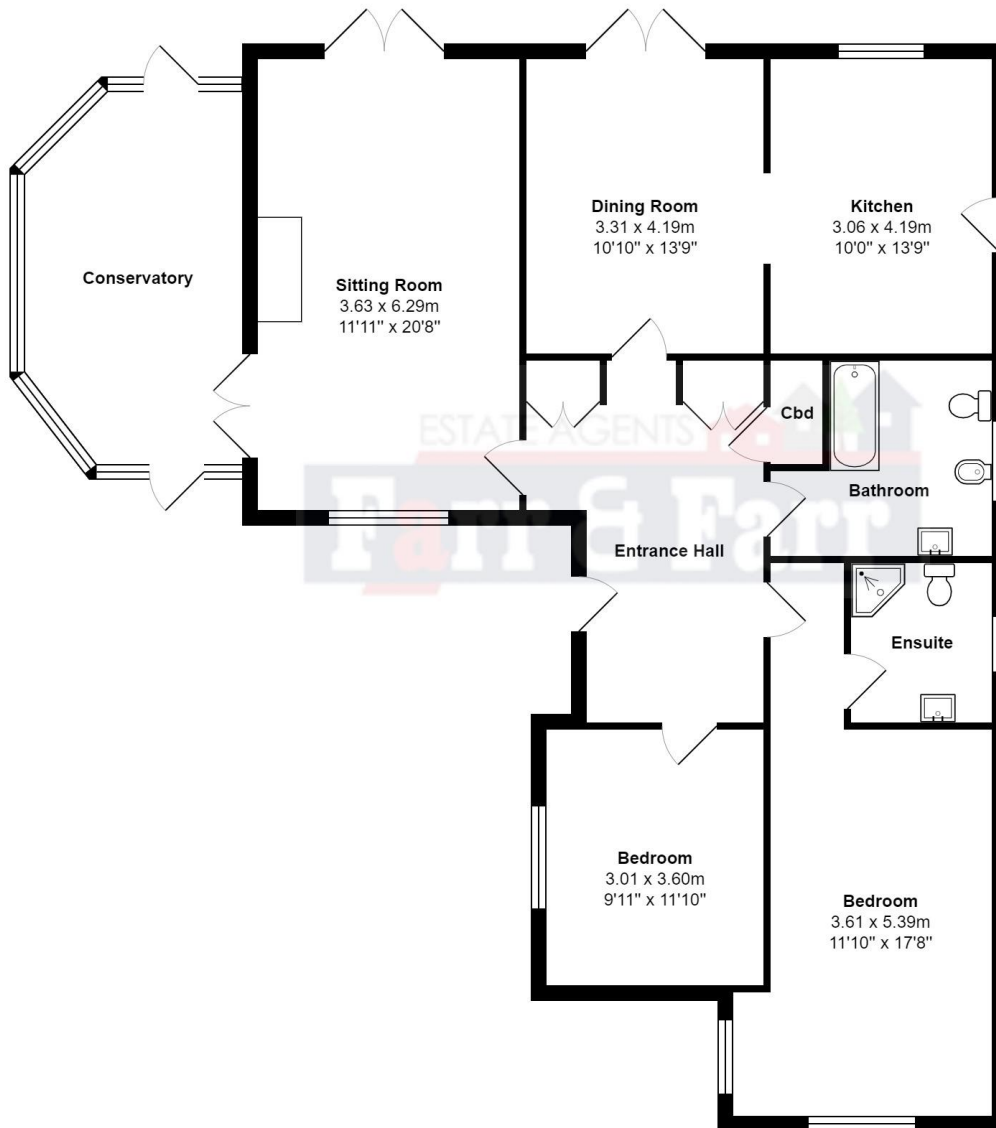 Conservatory
Sitting Room
3.63 x 6.29m
11'11" x 20'8"
Dining Room
3.31 x 4.19m
10'10" x 13'9"
Kitchen
3.06 x 4.19m
10'0" x 13'9"
Cbd
ESTATE AGENTS
Farr & Farr
Bathroom
Entrance Hall
Ensuite
Bedroom
3.01 x 3.60m
9'11" x 11'10"
Bedroom
3.61 x 5.39m
11'10" x 17'8"